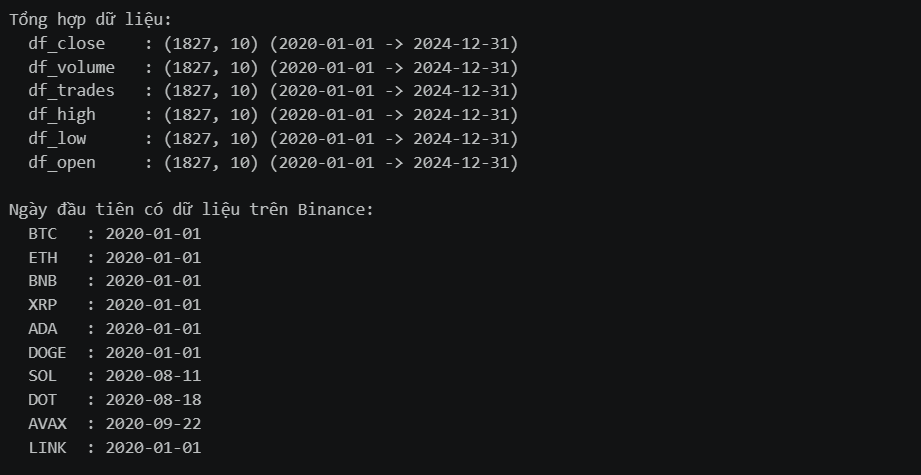 Tổng hợp dữ liệu:
  df_close    : (1827, 10) (2020-01-01 -> 2024-12-31)
  df_volume   : (1827, 10) (2020-01-01 -> 2024-12-31)
  df_trades   : (1827, 10) (2020-01-01 -> 2024-12-31)
  df_high     : (1827, 10) (2020-01-01 -> 2024-12-31)
  df_low      : (1827, 10) (2020-01-01 -> 2024-12-31)
  df_open     : (1827, 10) (2020-01-01 -> 2024-12-31)

Ngày đầu tiên có dữ liệu trên Binance:
  BTC   : 2020-01-01
  ETH   : 2020-01-01
  BNB   : 2020-01-01
  XRP   : 2020-01-01
  ADA   : 2020-01-01
  DOGE  : 2020-01-01
  SOL   : 2020-08-11
  DOT   : 2020-08-18
  AVAX  : 2020-09-22
  LINK  : 2020-01-01